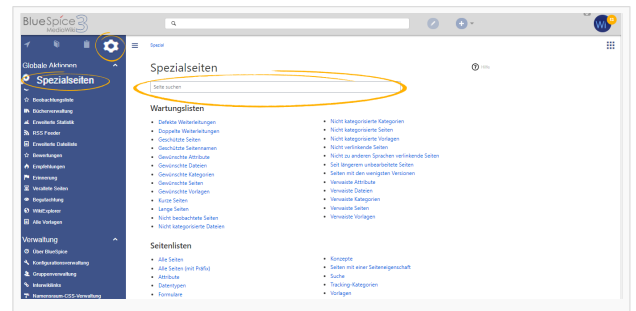 BlueSpice3
MediaWiki
Wi
Spezial
Globale Aktionen
Spezialseiten
Hilfe
Spezialseiten
Seite suchen
Beobachtungsliste
Bücherverwaltung
Erweiterte Statistik
RSS Feeder
Erweiterte Dateiliste
Bewertungen
Empfehlungen
Erinnerung
Veraltete Seiten
Begutachtung
WikiExplorer
Alle Vorlagen
Verwaltung
Über BlueSpice
Konfigurationsverwaltung
Gruppenverwaltung
Interwikilinks
Namensraum-CSS-Verwaltung
Wartungslisten
Defekte Weiterleitungen
Doppelte Weiterleitungen
Geschützte Seiten
Geschützte Seitennamen
Gewünschte Attribute
Gewünschte Dateien
Gewünschte Kategorien
Gewünschte Seiten
Gewünschte Vorlagen
Kurze Seiten
Lange Seiten
Nicht beobachtete Seiten
Nicht kategorisierte Dateien
Nicht kategorisierte Kategorien
Nicht kategorisierte Seiten
Nicht kategorisierte Vorlagen
Nicht verlinkende Seiten
Nicht zu anderen Sprachen verlinkende Seiten
Seit längerem unbearbeitete Seiten
Seiten mit den wenigsten Versionen
Verwaiste Attribute
Verwaiste Dateien
Verwaiste Kategorien
Verwaiste Seiten
Verwaiste Vorlagen
Seitenlisten
Alle Seiten
Alle Seiten (mit Präfix)
Attribute
Datentypen
Formulare
Konzepte
Seiten mit einer Seiteneigenschaft
Suche
Tracking-Kategorien
Vorlagen